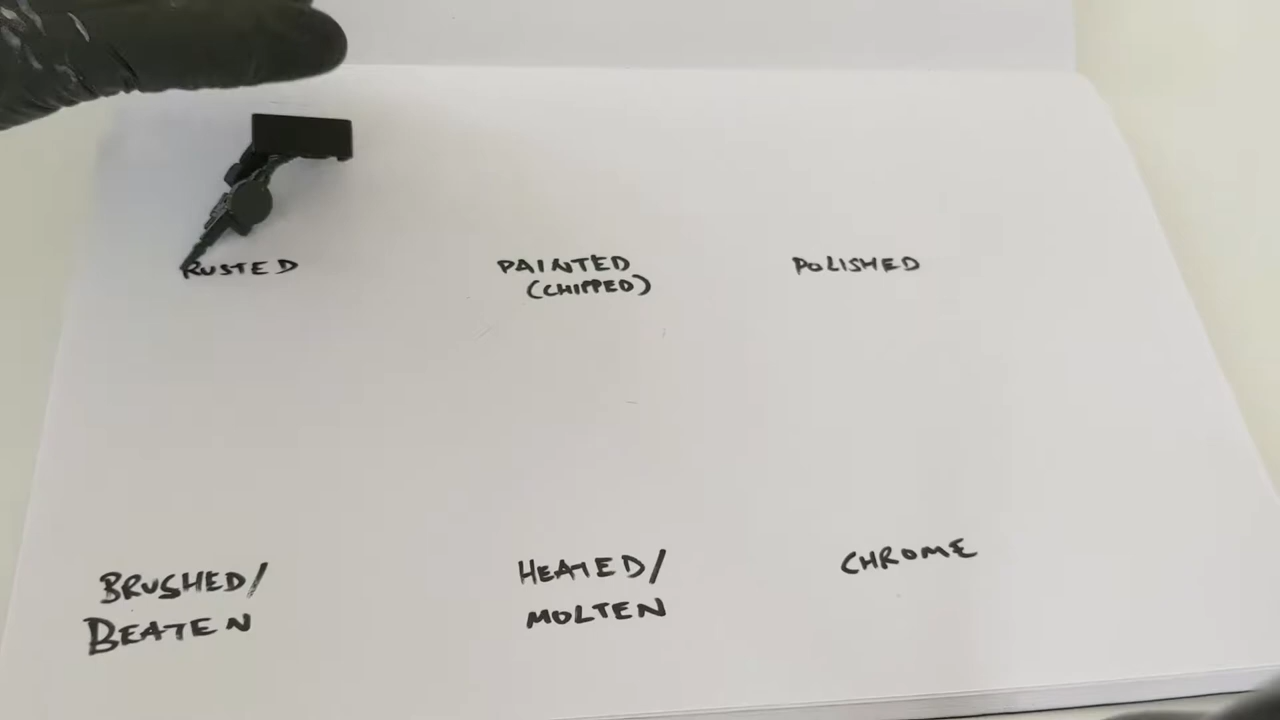 RUSTED
PAINTED
(CHIPPED)
POLISHED
BRUSHED/
BEATEN
HEATED/
MOLTEN
CHROME